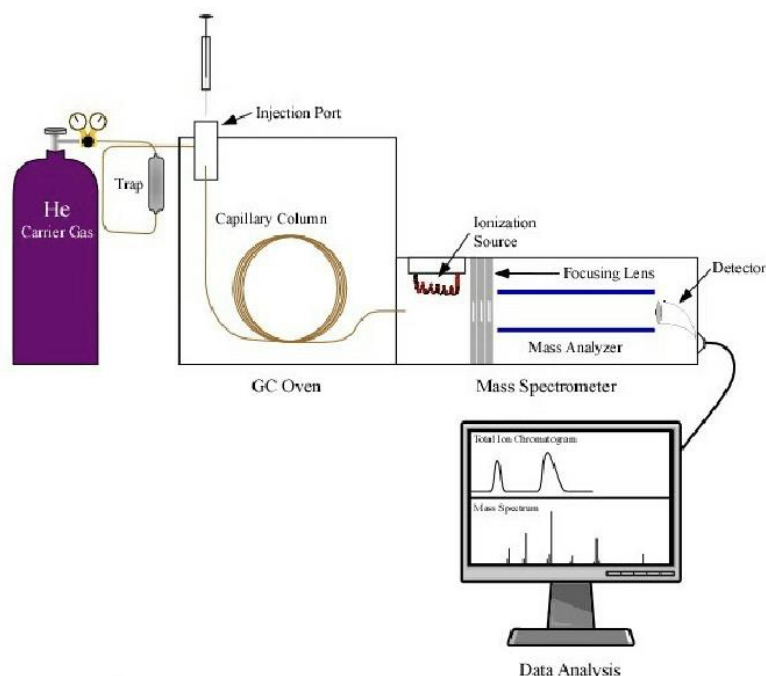 Injection Port
Trap
He
Carrier Gas
Capillary Column
Ionization
Source
Focusing Lens
Detector
Mass Analyzer
GC Oven
Mass Spectrometer
Total Ion Chromatogram
Mass Spectrum
Data Analysis